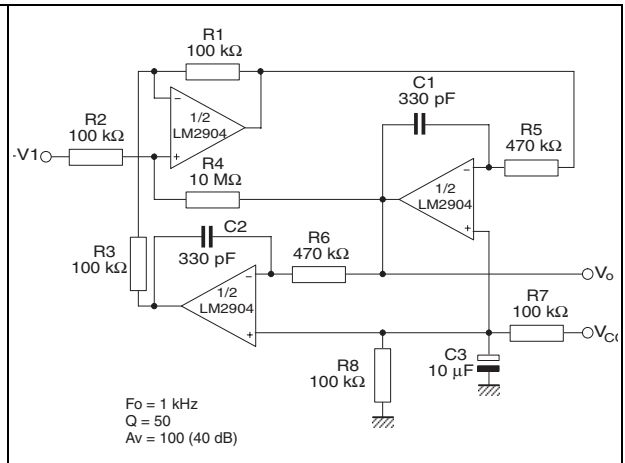 R1
100 kΩ
C1
330 pF
R2
100 kΩ
-
1/2
LM2904
+
R5
470 kΩ
-V1
R4
10 MΩ
-
1/2
LM2904
+
R3
100 kΩ
C2
330 pF
R6
470 kΩ
-
1/2
LM2904
+
Vo
R7
100 kΩ
VCC
R8
100 kΩ
C3
10 µF
Fo = 1 kHz
Q = 50
Av = 100 (40 dB)